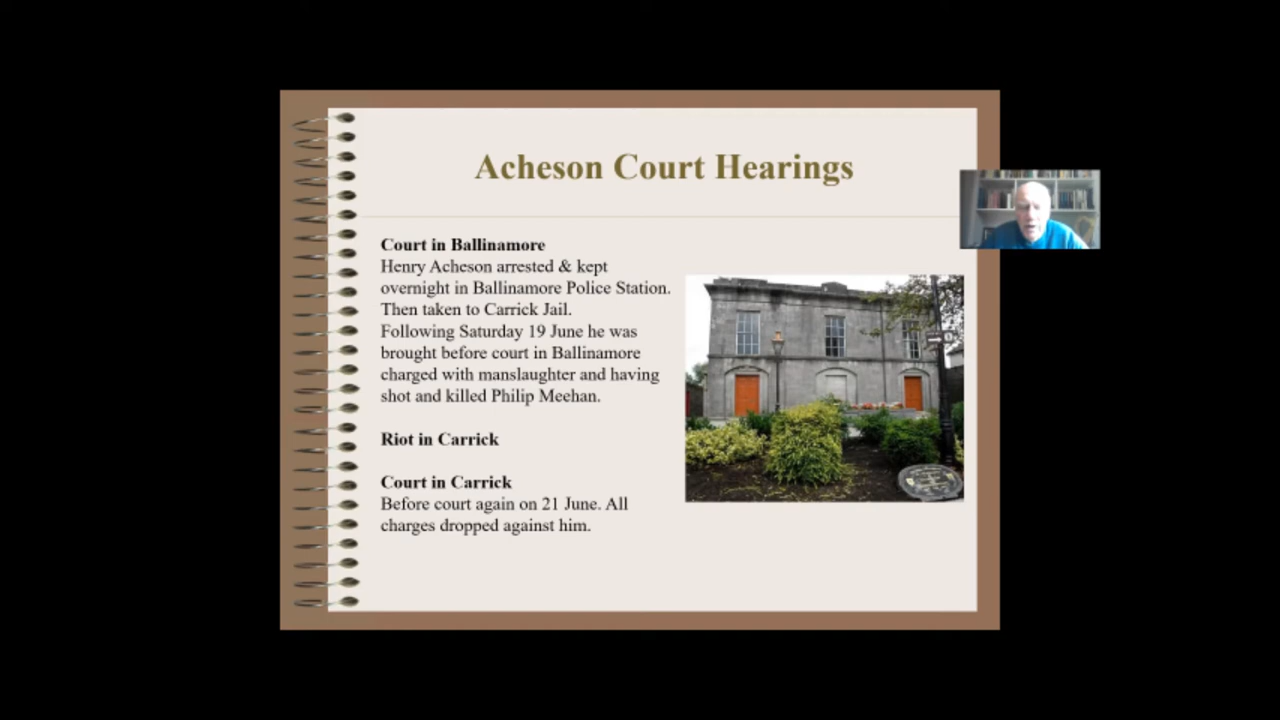 Acheson Court Hearings
Court in Ballinamore
Henry Acheson arrested & kept
overnight in Ballinamore Police Station.
Then taken to Carrick Jail.
Following Saturday 19 June he was
brought before court in Ballinamore
charged with manslaughter and having
shot and killed Philip Meehan.
Riot in Carrick
Court in Carrick
Before court again on 21 June. All
charges dropped against him.